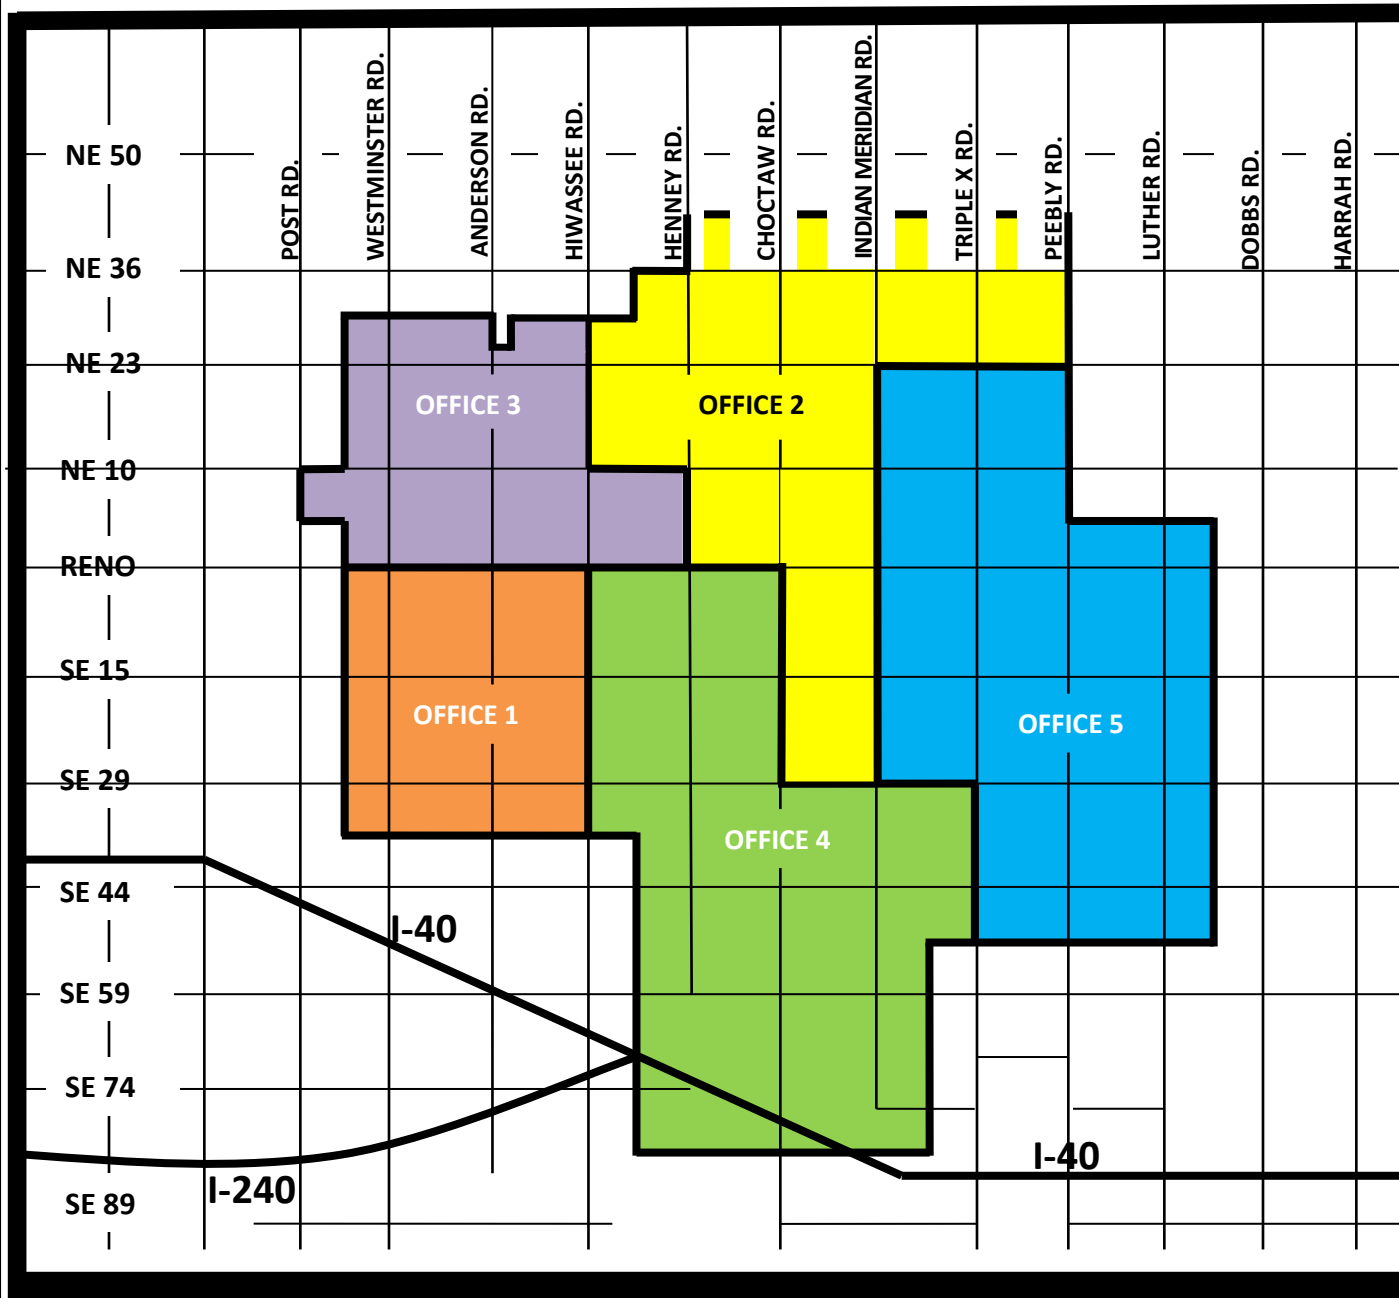 POST RD.
WESTMINSTER RD.
ANDERSON RD.
HIWASSEE RD.
HENNEY RD.
CHOCTAW RD.
INDIAN MERIDIAN RD.
TRIPLE X RD.
PEEBLY RD.
LUTHER RD.
DOBBS RD.
HARRAH RD.
NE 50
NE 36
NE 23
OFFICE 3
OFFICE 2
NE 10
RENO
SE 15
OFFICE 1
OFFICE 5
SE 29
OFFICE 4
SE 44
I-40
SE 59
SE 74
I-40
I-240
SE 89